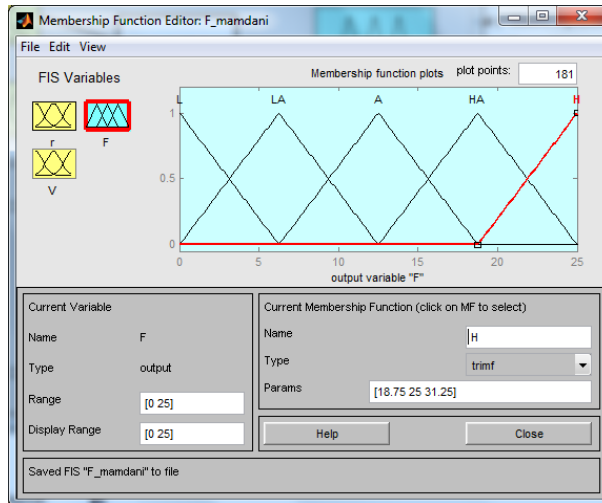 Membership Function Editor: F_mamdani
File Edit View
FIS Variables
r
F
V
Membership function plots
plot points:
181
L
LA
A
HA
H
1
0.5
0
0
5
10
15
20
25
output variable "F"
Current Variable
Name F
Type output
Range [0 25]
Display Range [0 25]
Current Membership Function (click on MF to select)
Name H
Type trimf
Params [18.75 25 31.25]
Help
Close
Saved FIS "F_mamdani" to file